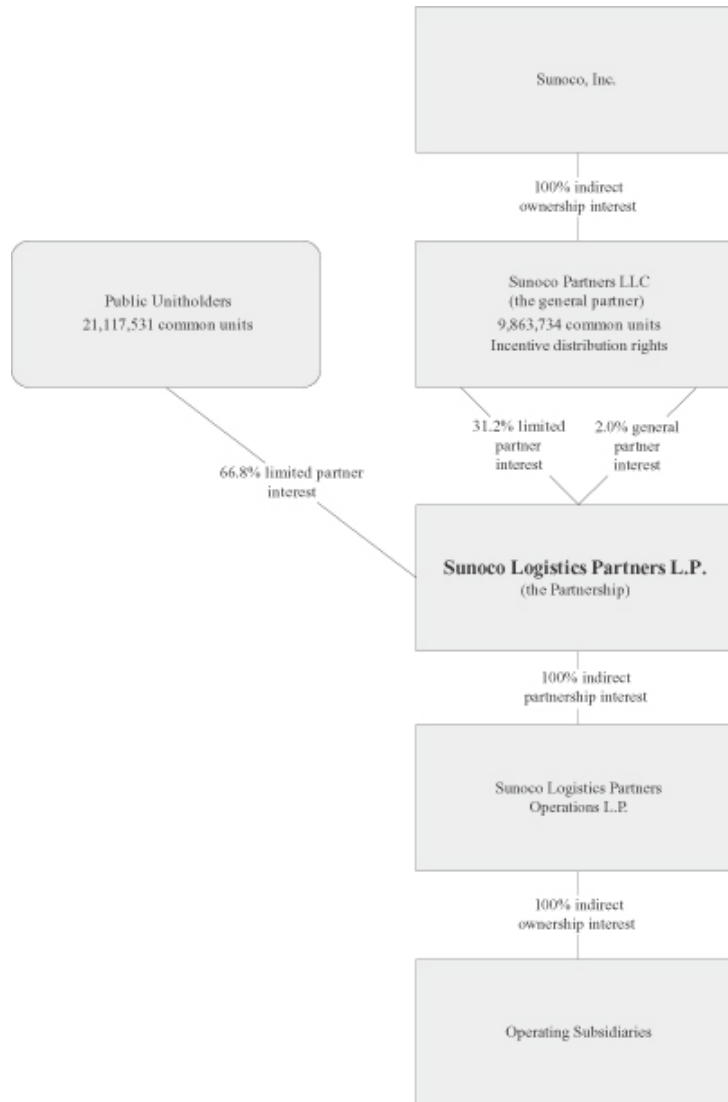 Sunoco, Inc.
100% indirect
ownership interest
Public Unitholders
21,117,531 common units
Sunoco Partners LLC
(the general partner)
9,863,734 common units
Incentive distribution rights
31.2% limited
partner
interest
2.0% general
partner
interest
66.8% limited partner
interest
Sunoco Logistics Partners L.P.
(the Partnership)
100% indirect
partnership interest
Sunoco Logistics Partners
Operations L.P.
100% indirect
ownership interest
Operating Subsidiaries